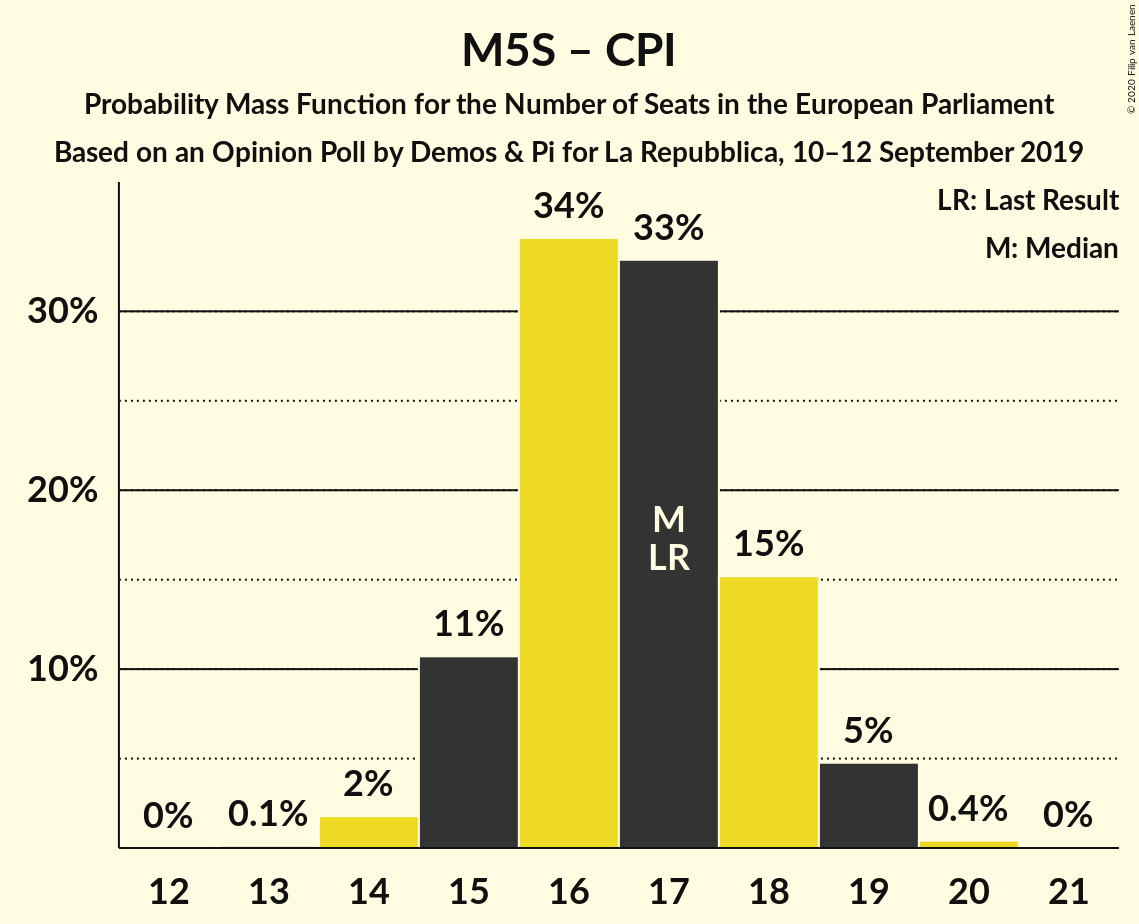 M5S – CPI
Probability Mass Function for the Number of Seats in the European Parliament
Based on an Opinion Poll by Demos & Pi for La Repubblica, 10–12 September 2019
© 2020 Filip van Laenen
LR: Last Result
M: Median
30%
20%
10%
0%
0.1%
2%
11%
34%
33%
M
LR
15%
5%
0.4%
0%
12 13 14 15 16 17 18 19 20 21